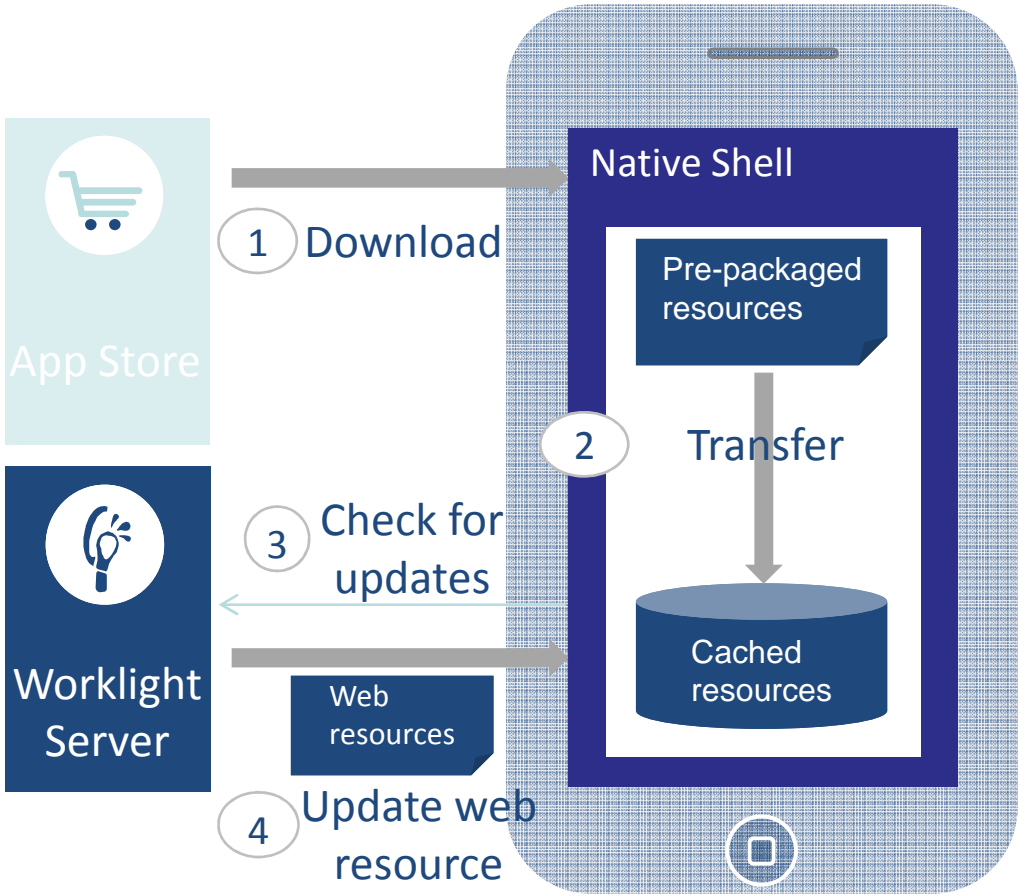 App Store
1 Download
Native Shell
Pre-packaged
resources
2 Transfer
Cached
resources
3 Check for
updates
Worklight
Server
Web
resources
4 Update web
resource